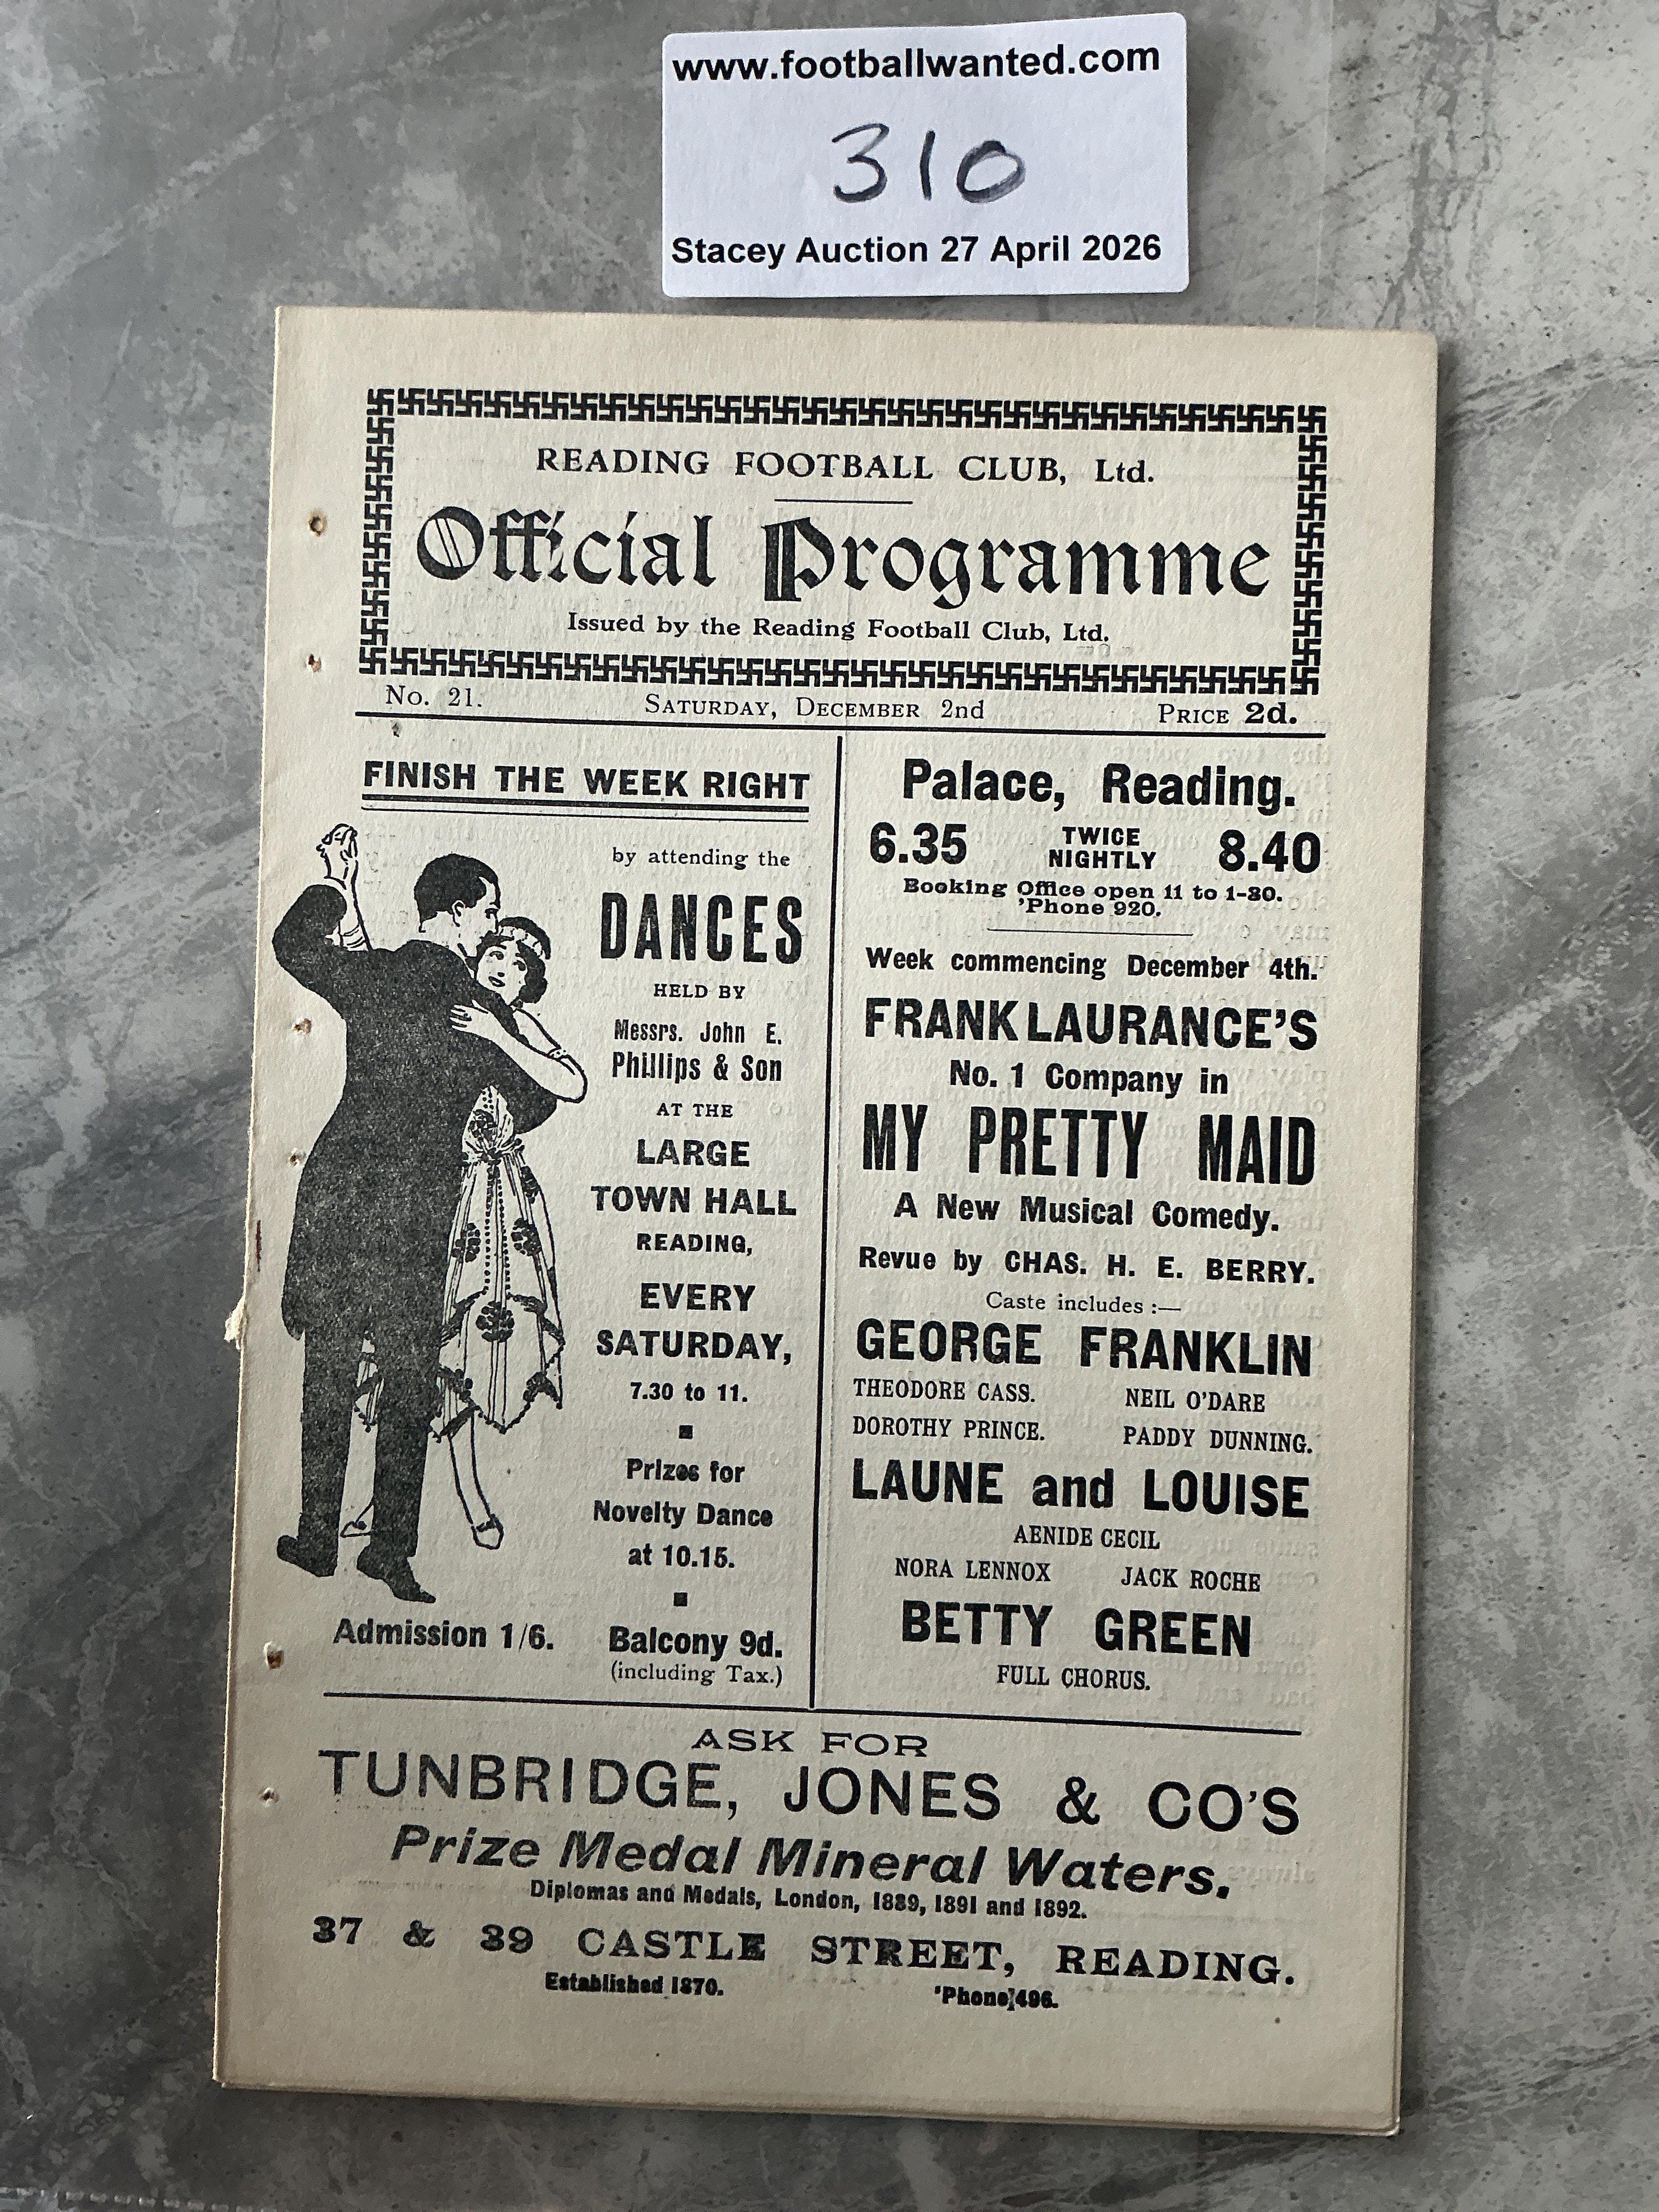 www.footballwanted.com
310
Stacey Auction 27 April 2026
READING FOOTBALL CLUB, Ltd.
Official Programme
Issued by the Reading Football Club, Ltd.
No. 21. SATURDAY, DECEMBER 2nd PRICE 2d.
FINISH THE WEEK RIGHT
by attending the
DANCES
HELD BY
Messrs. John E.
Phillips & Son
AT THE
LARGE
TOWN HALL
READING,
EVERY
SATURDAY,
7.30 to 11.
Prizes for
Novelty Dance
at 10.15.
Admission 1/6. Balcony 9d.
(including Tax.)
Palace, Reading.
6.35 TWICE NIGHTLY 8.40
Booking Office open 11 to 1-30.
'Phone 920.
Week commencing December 4th.
FRANK LAURANCE'S
No. 1 Company in
MY PRETTY MAID
A New Musical Comedy.
Revue by CHAS. H. E. BERRY.
Caste includes :—
GEORGE FRANKLIN
THEODORE CASS. NEIL O'DARE
DOROTHY PRINCE. PADDY DUNNING.
LAUNE and LOUISE
AENIDE CECIL
NORA LENNOX JACK ROCHE
BETTY GREEN
FULL CHORUS.
ASK FOR
TUNBRIDGE, JONES & CO'S
Prize Medal Mineral Waters.
Diplomas and Medals, London, 1889, 1891 and 1892.
37 & 39 CASTLE STREET, READING.
Established 1870. 'Phone 496.